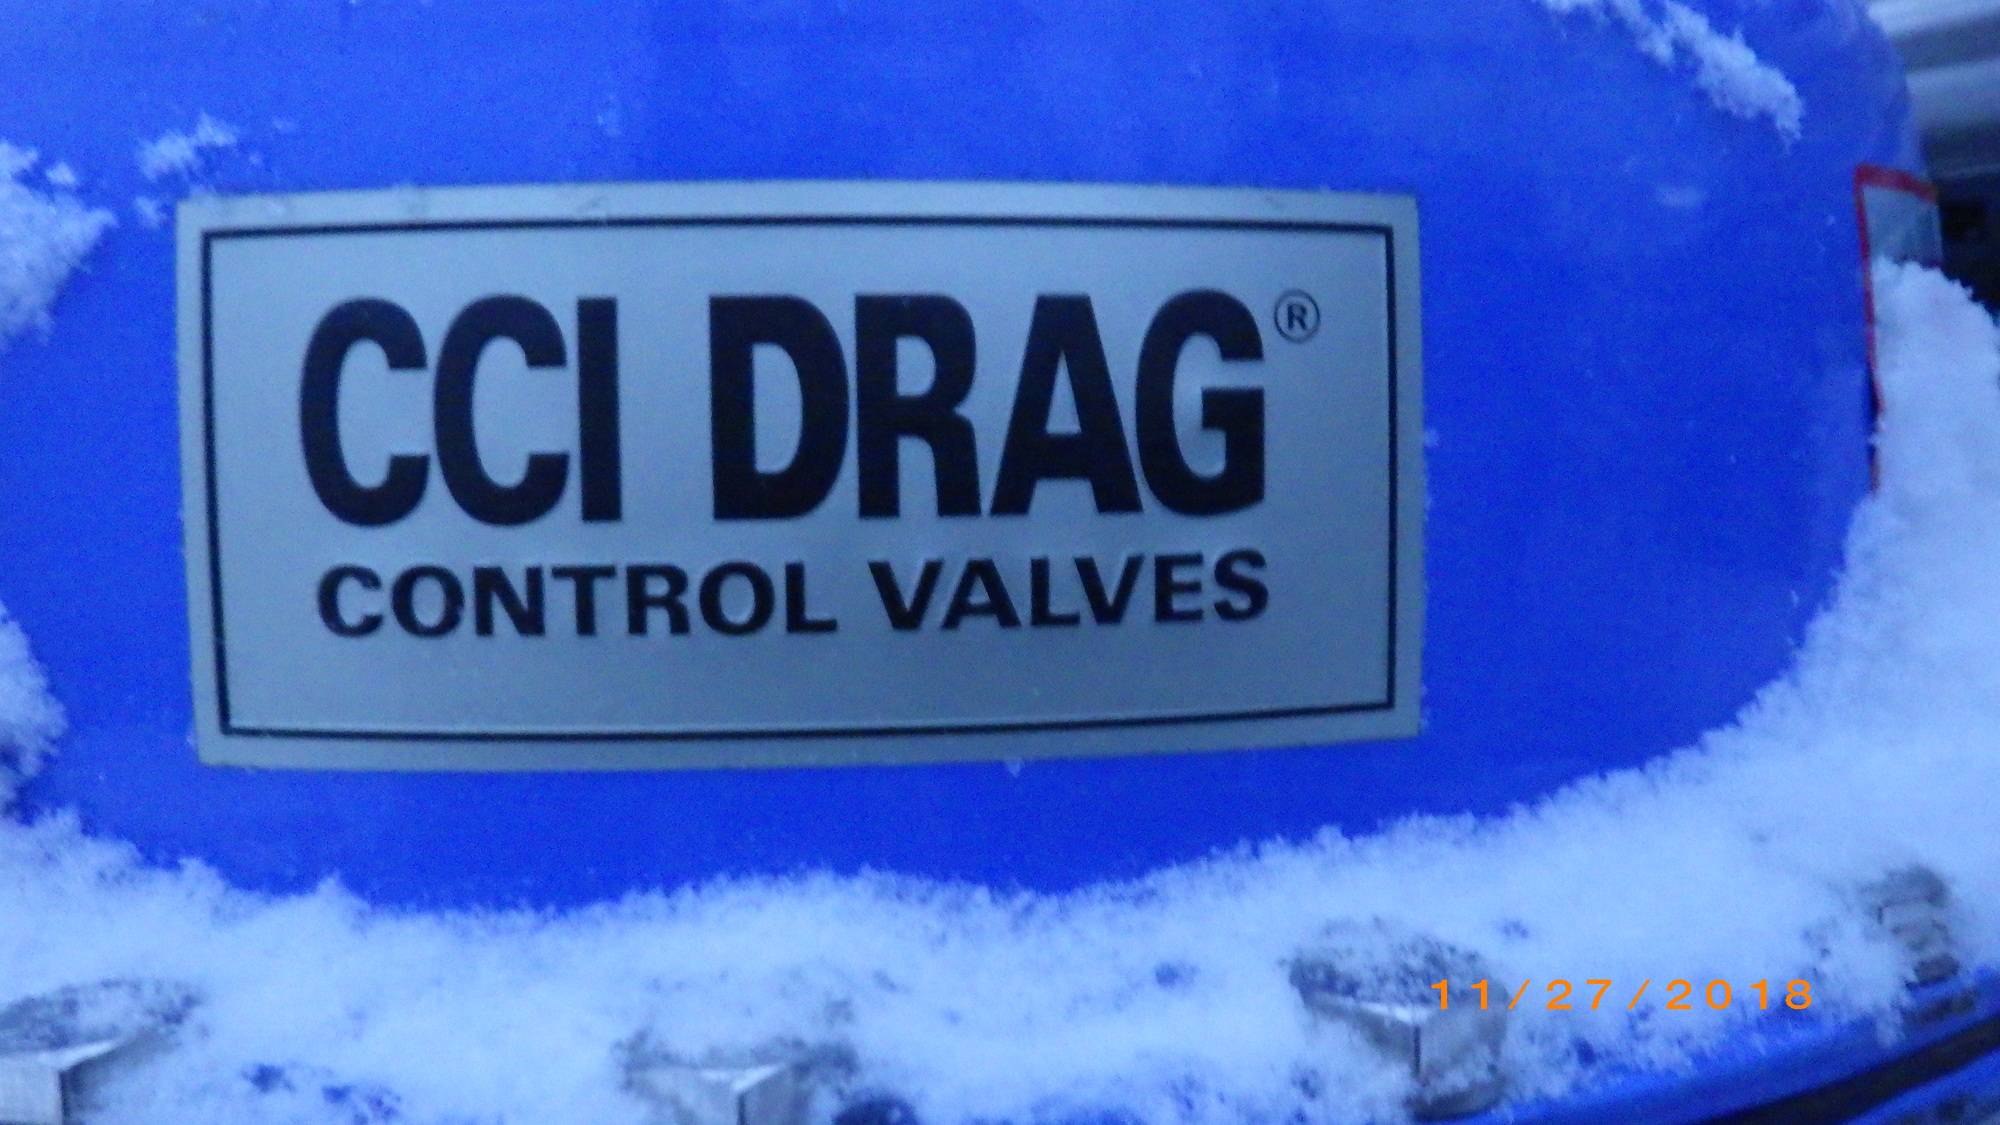 CCI DRAG®
CONTROL VALVES
11/27/2018